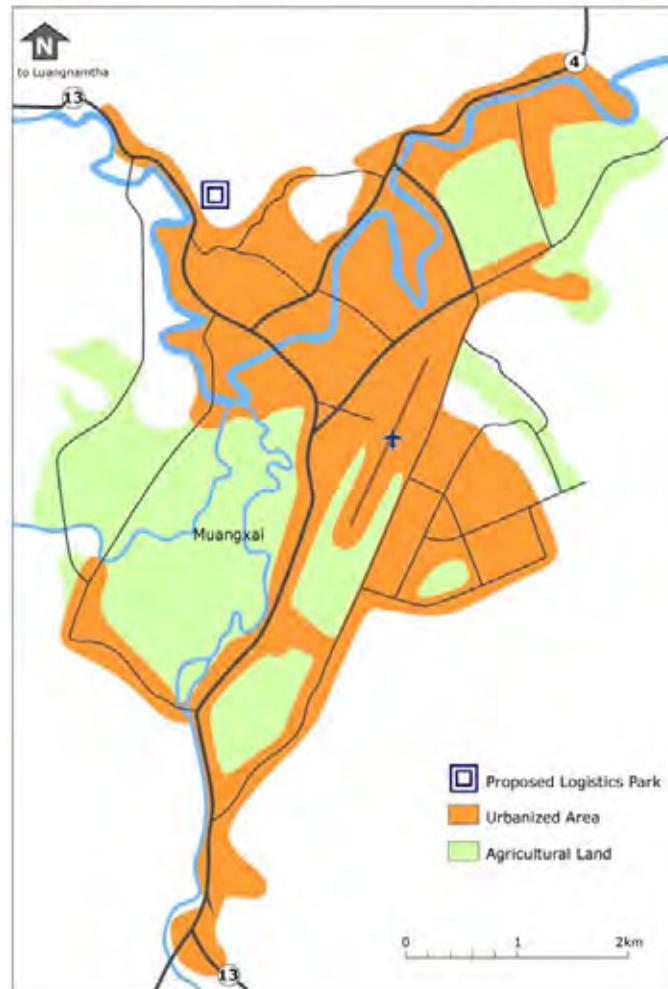 N
to Luangnamtha
13
4
Muangxai
Proposed Logistics Park
Urbanized Area
Agricultural Land
0 1 2km
13